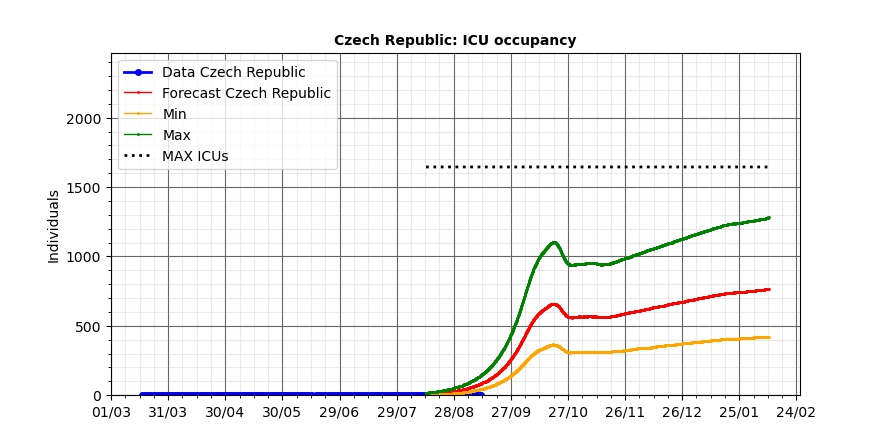 Czech Republic: ICU occupancy
Data Czech Republic
Forecast Czech Republic
Min
Max
MAX ICUs
Individuals
2000
1500
1000
500
0
01/03 31/03 30/04 30/05 29/06 29/07 28/08 27/09 27/10 26/11 26/12 25/01 24/02